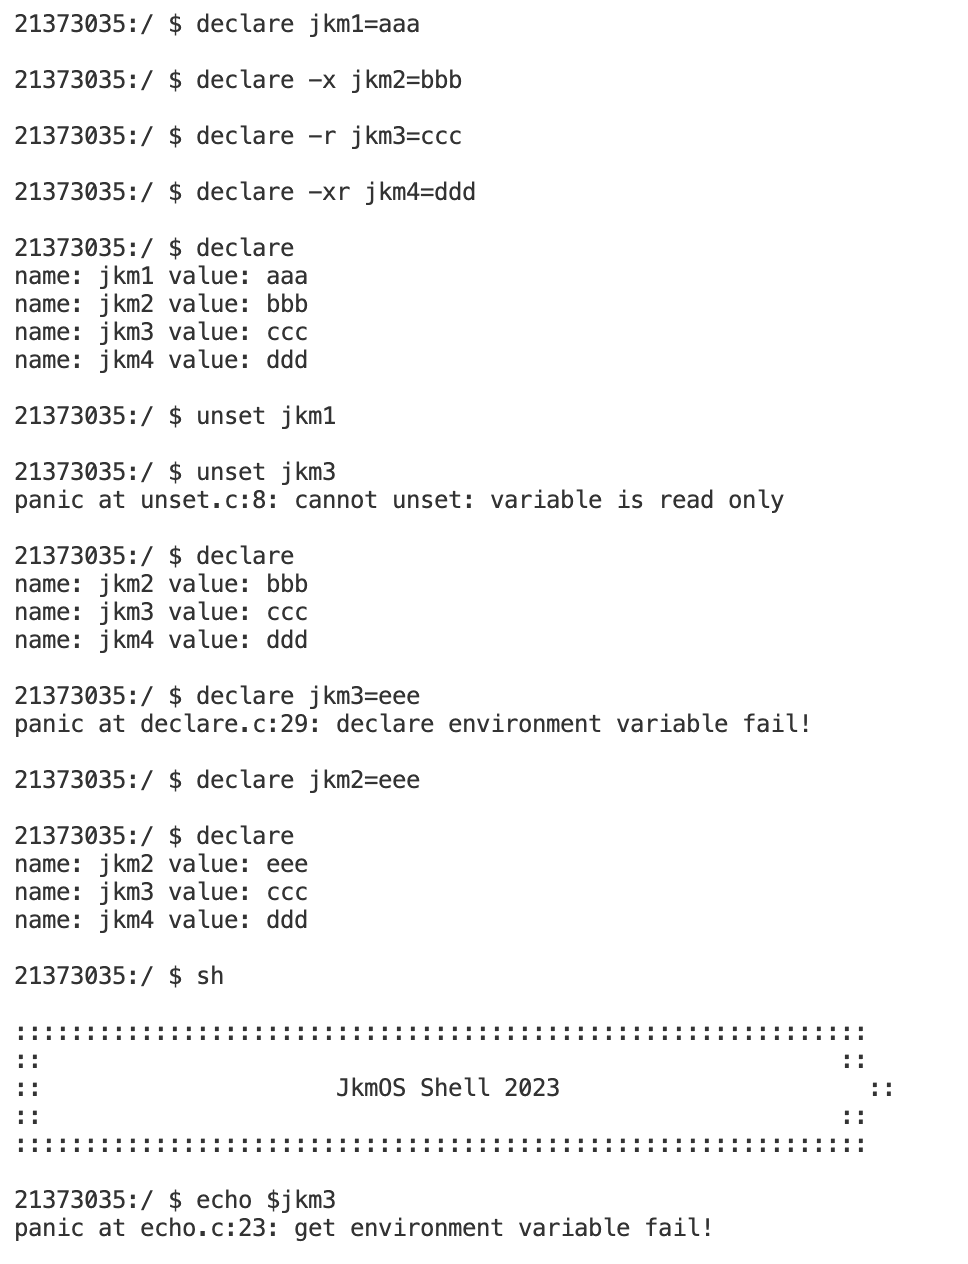 21373035:/ $ declare jkm1=aaa
21373035:/ $ declare -x jkm2=bbb
21373035:/ $ declare -r jkm3=ccc
21373035:/ $ declare -xr jkm4=ddd
21373035:/ $ declare
name: jkm1 value: aaa
name: jkm2 value: bbb
name: jkm3 value: ccc
name: jkm4 value: ddd
21373035:/ $ unset jkm1
21373035:/ $ unset jkm3
panic at unset.c:8: cannot unset: variable is read only
21373035:/ $ declare
name: jkm2 value: bbb
name: jkm3 value: ccc
name: jkm4 value: ddd
21373035:/ $ declare jkm3=eee
panic at declare.c:29: declare environment variable fail!
21373035:/ $ declare jkm2=eee
21373035:/ $ declare
name: jkm2 value: eee
name: jkm3 value: ccc
name: jkm4 value: ddd
21373035:/ $ sh
:::::::::::::::::::::::::::::::::::::::::::::::::::::::::::::
::                                                         ::
::                     JkmOS Shell 2023                      ::
::                                                         ::
:::::::::::::::::::::::::::::::::::::::::::::::::::::::::::::
21373035:/ $ echo $jkm3
panic at echo.c:23: get environment variable fail!